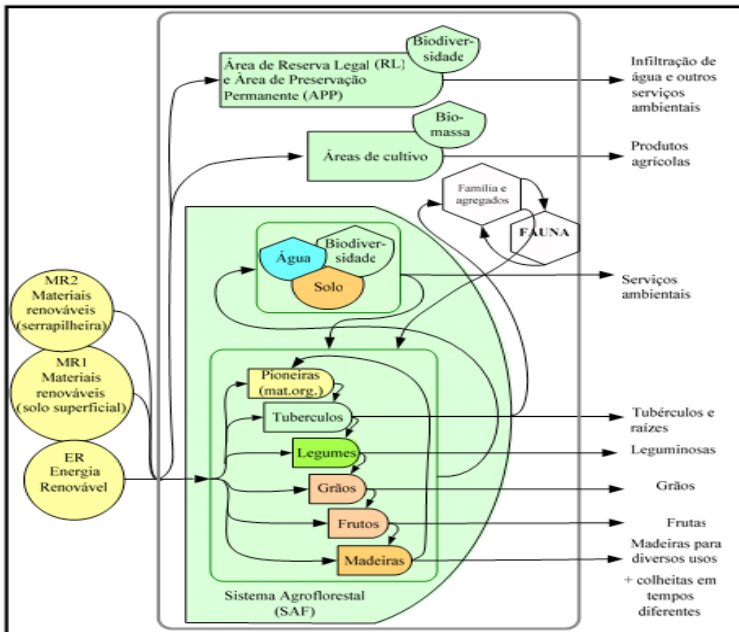 Biodiver-
sidade
Área de Reserva Legal (RL)
e Àrea de Preservação
Permanente (APP)
Infiltração de
água e outros
serviços ambientais
Bio-
massa
Áreas de cultivo
Produtos
agrícolas
Família e
agregados
FAUNA
Biodiver-
sidade
Água
Solo
Serviços
ambientais
MR2
Materiais
renováveis
(serrapilheira)
MR1
Materiais
renováveis
(solo superficial)
ER
Energia
Renovável
Pioneiras
(mat.org.)
Tuberculos
Legumes
Grãos
Frutos
Madeiras
Tubérculos e
raízes
Leguminosas
Grãos
Frutas
Madeiras para
diversos usos
+ colheitas em
tempos
diferentes
Sistema Agroflorestal
(SAF)